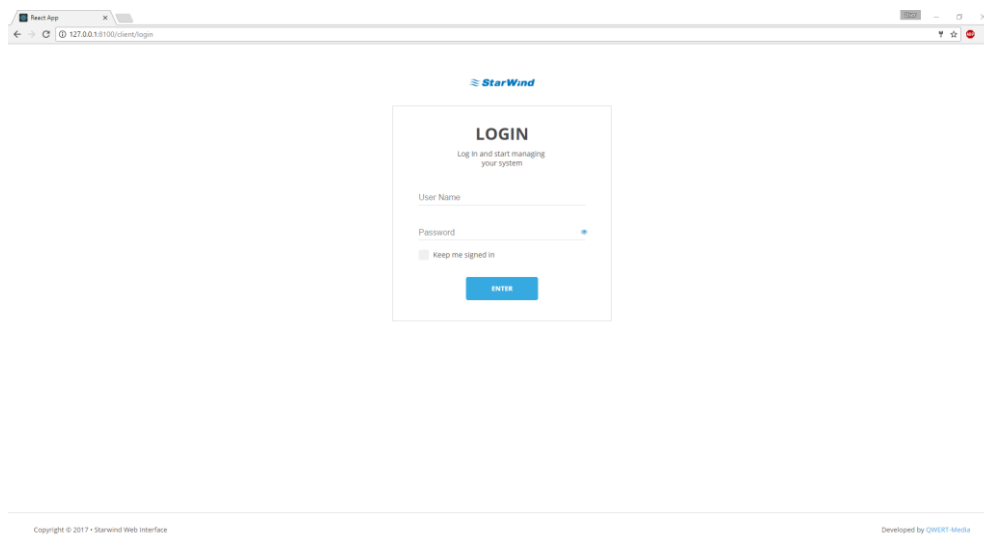 React App
127.0.0.1:8100/client/login
ABP
StarWind
LOGIN
Log in and start managing
your system
User Name
Password
Keep me signed in
ENTER
Copyright © 2017 • Starwind Web Interface
Developed by QWERT-Media